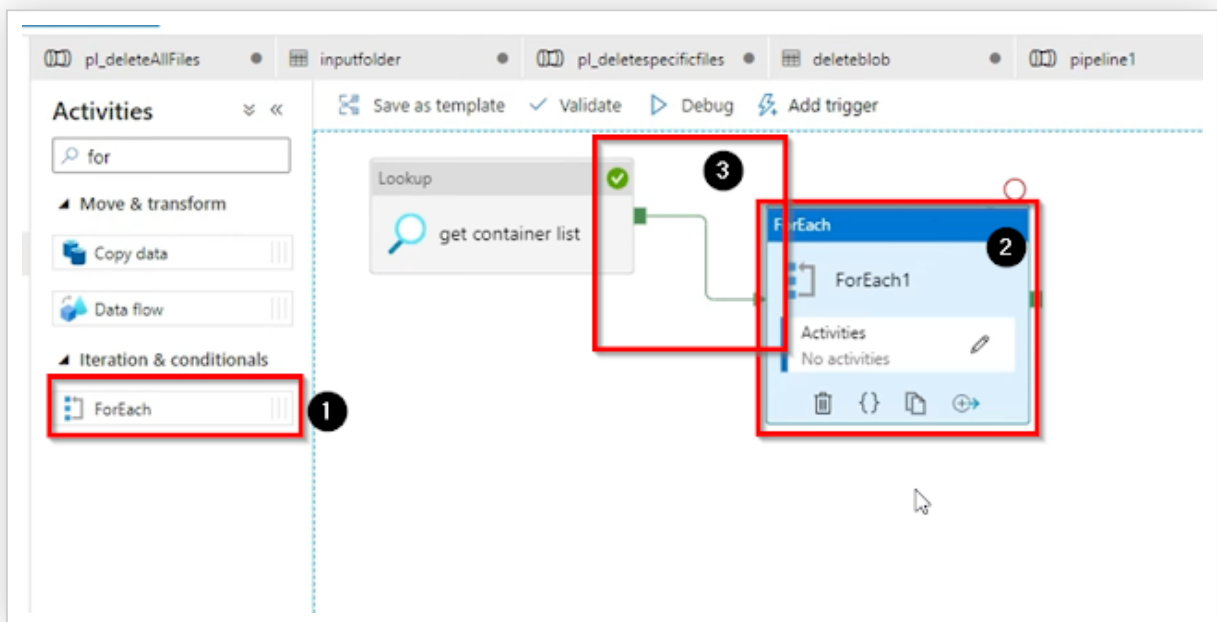 pl_deleteAllFiles
inputfolder
pl_deletespecificfiles
deleteblob
pipeline1
Activities
Save as template
Validate
Debug
Add trigger
for
Move & transform
Copy data
Data flow
Iteration & conditionals
ForEach
1
Lookup
get container list
3
ForEach
2
ForEach1
Activities
No activities
{}